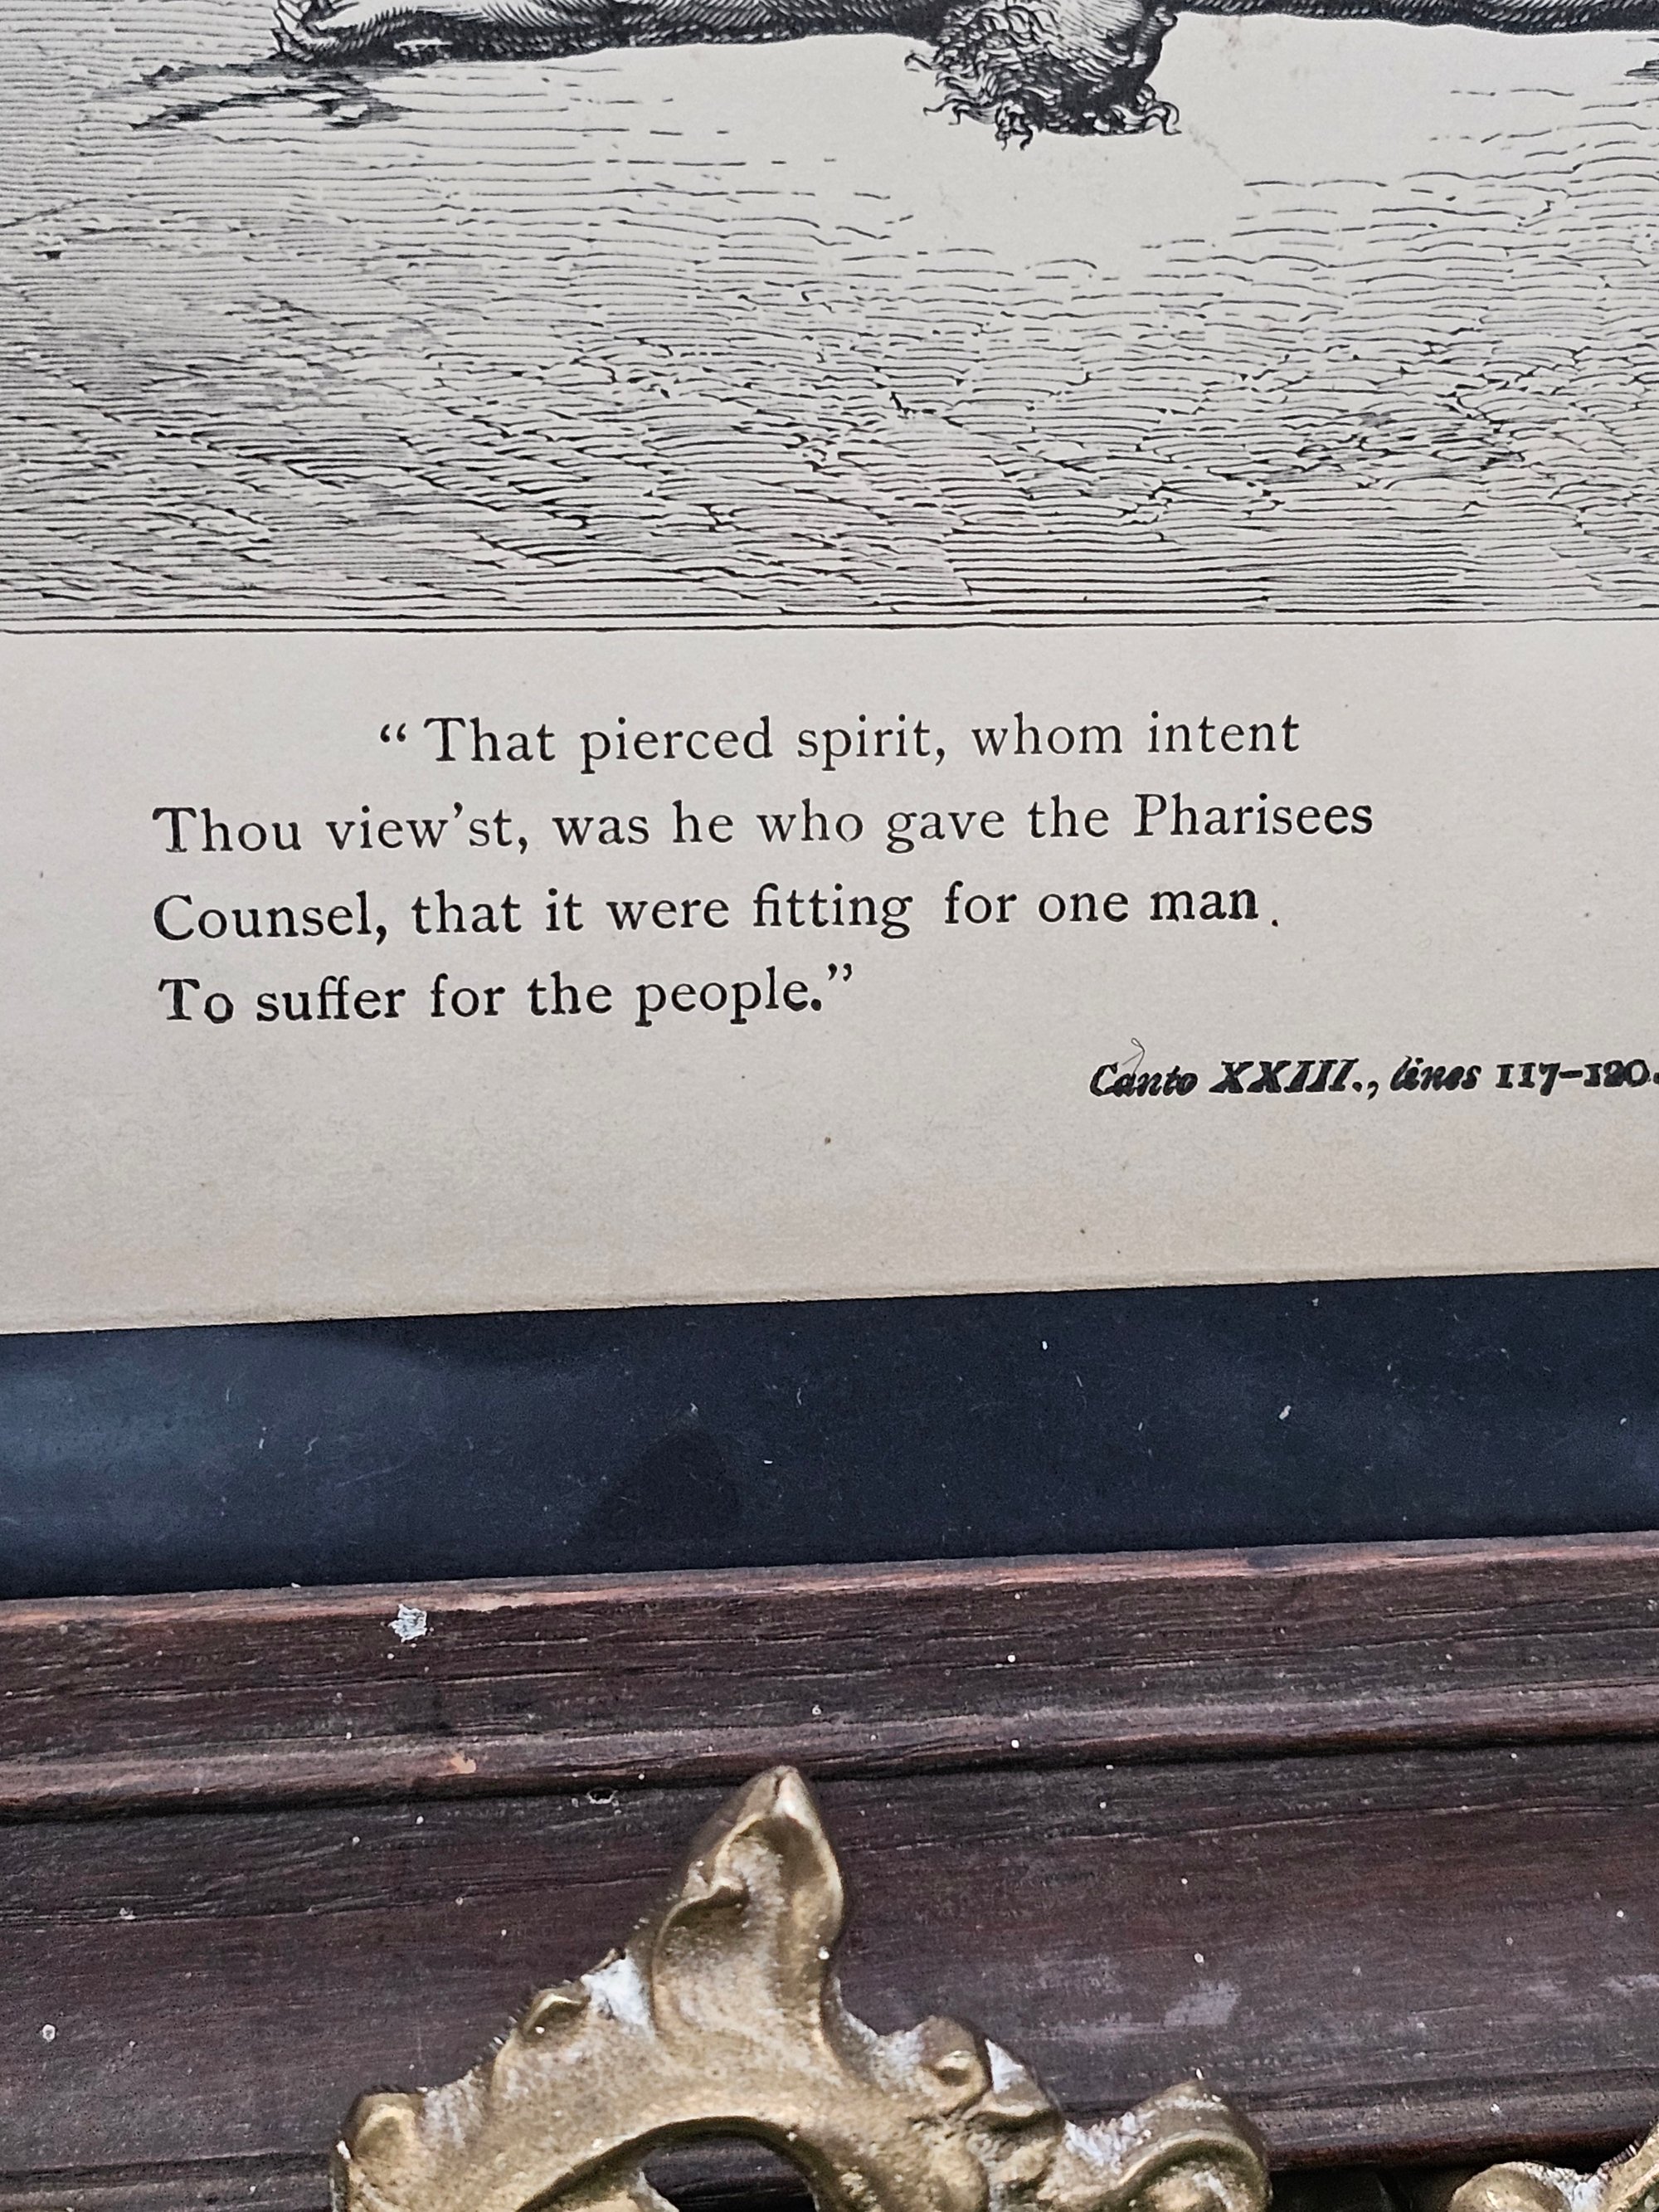 “ That pierced spirit, whom intent
Thou view’st, was he who gave the Pharisees
Counsel, that it were fitting for one man.
To suffer for the people.”
Canto XXIII., lines 117–120.